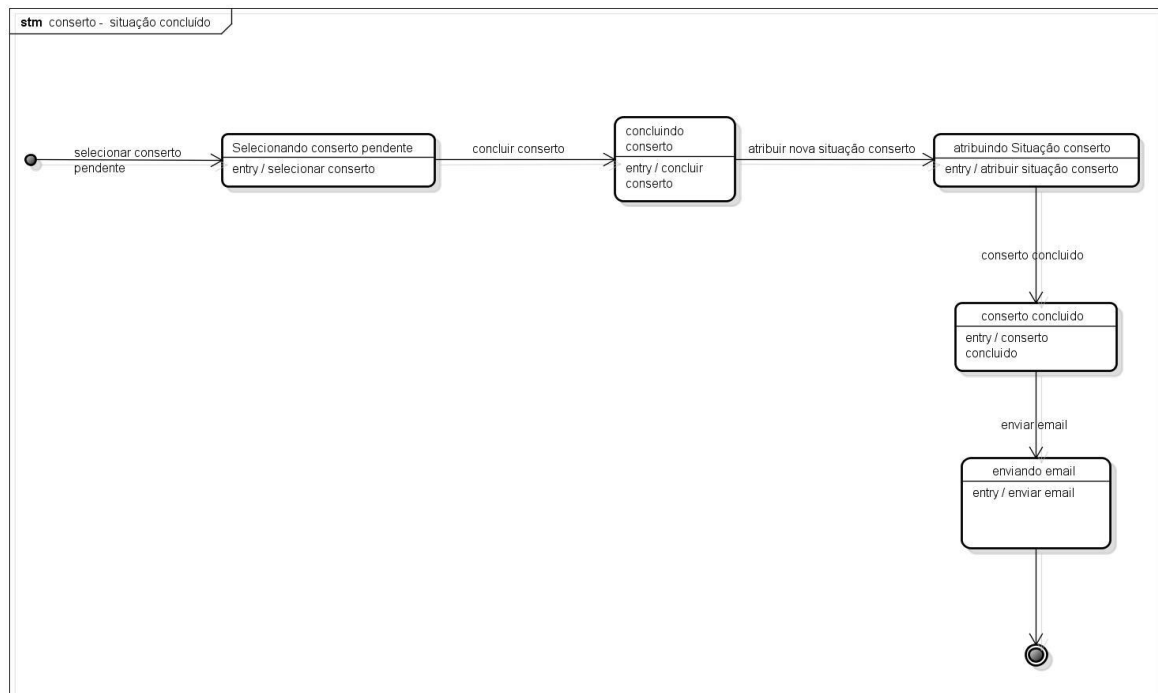 stm conserto - situação concluído
selecionar conserto
pendente
Selecionando conserto pendente
entry / selecionar conserto
concluir conserto
concluindo
conserto
entry / concluir
conserto
atribuir nova situação conserto
atribuindo Situação conserto
entry / atribuir situação conserto
conserto concluido
conserto concluido
entry / conserto
concluido
enviar email
enviando email
entry / enviar email